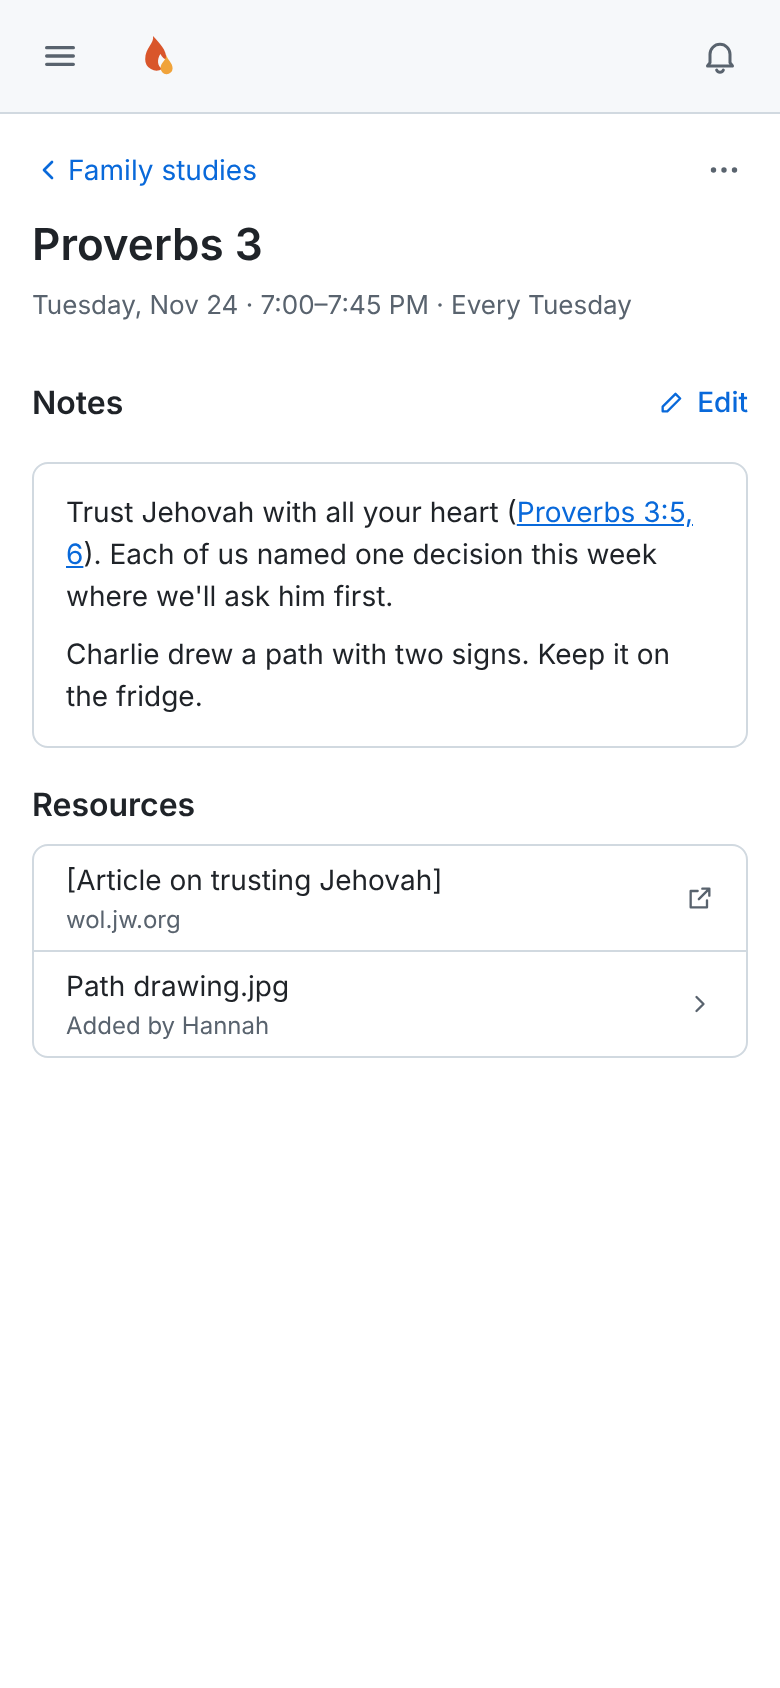 Family studies
Proverbs 3
Tuesday, Nov 24 · 7:00–7:45 PM · Every Tuesday
Notes
Edit
Trust Jehovah with all your heart (Proverbs 3:5,
6). Each of us named one decision this week
where we'll ask him first.
Charlie drew a path with two signs. Keep it on
the fridge.
Resources
[Article on trusting Jehovah]
wol.jw.org
Path drawing.jpg
Added by Hannah